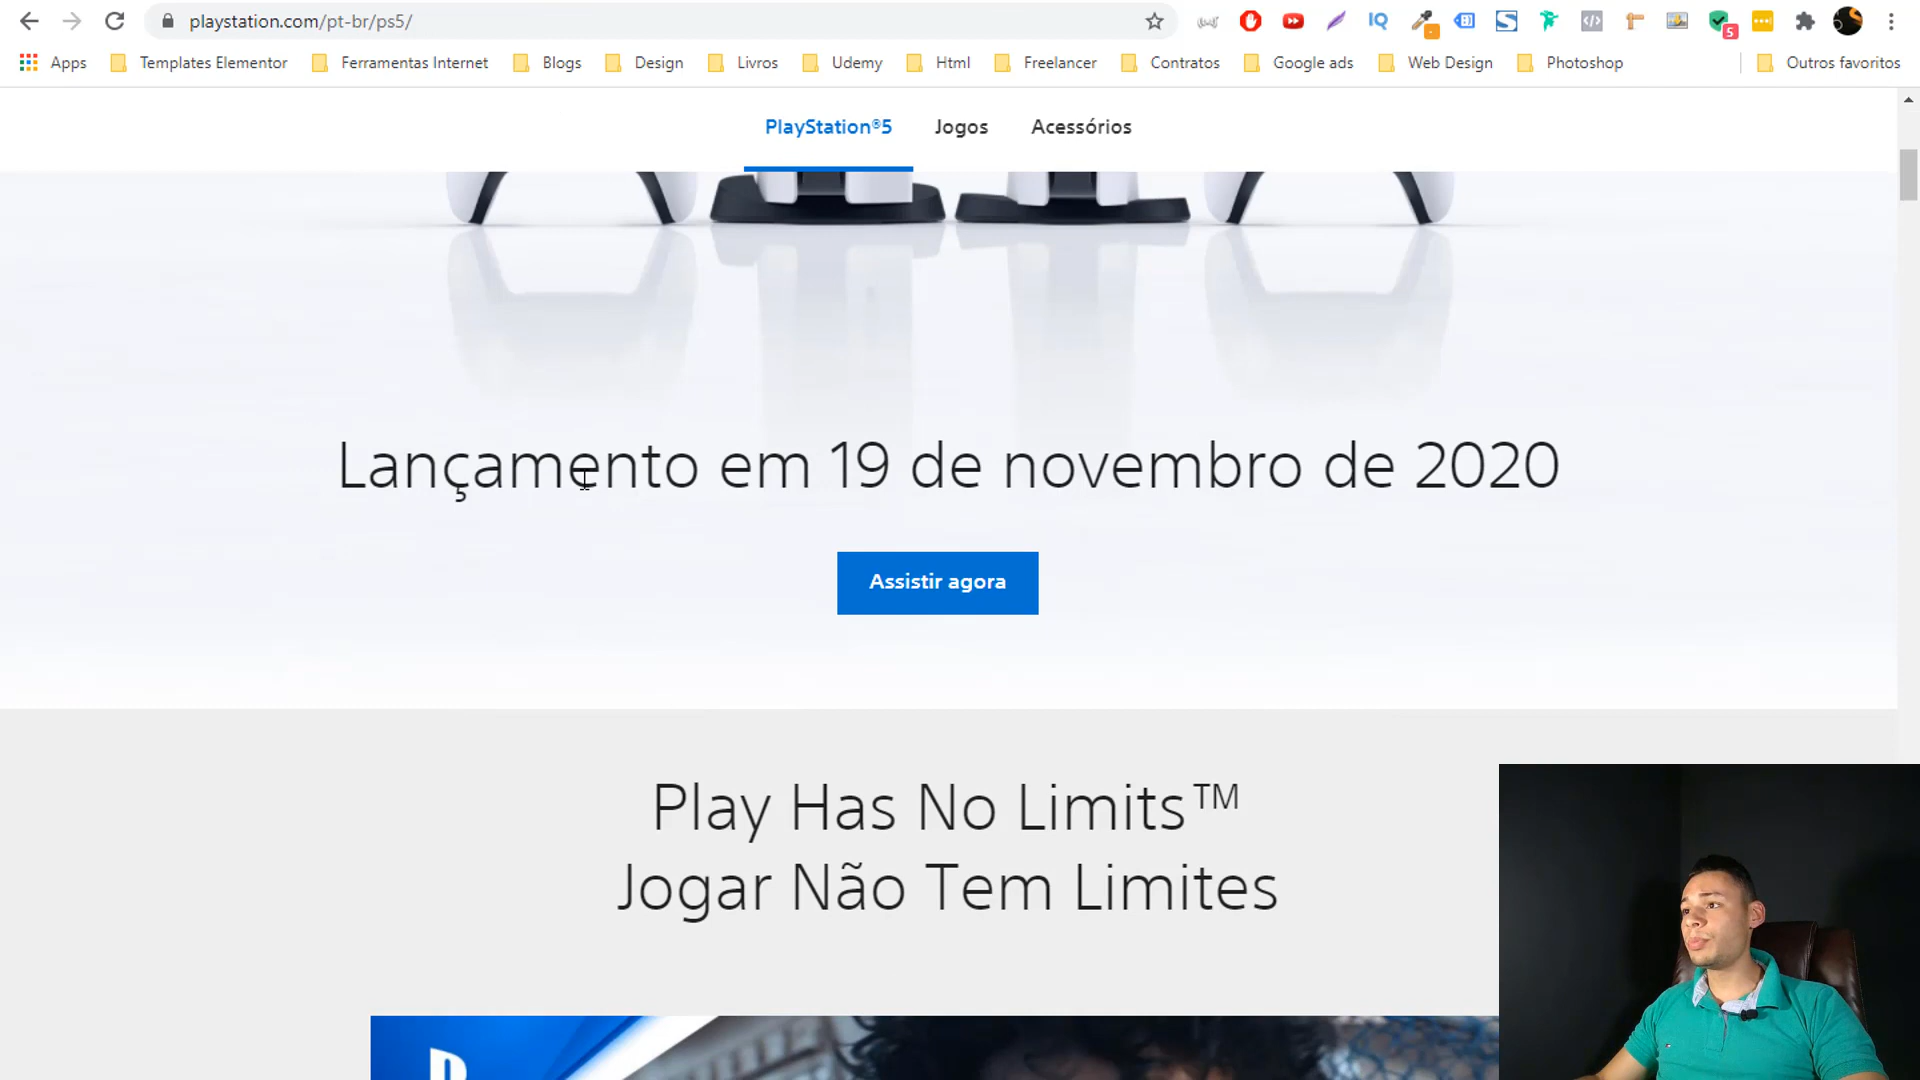 playstation.com/pt-br/ps5/
IQ
5
Apps Templates Elementor Ferramentas Internet Blogs Design Livros Udemy Html Freelancer Contratos Google ads Web Design Photoshop Outros favoritos
PlayStation®5 Jogos Acessórios
Lançamento em 19 de novembro de 2020
Assistir agora
Play Has No Limits™
Jogar Não Tem Limites